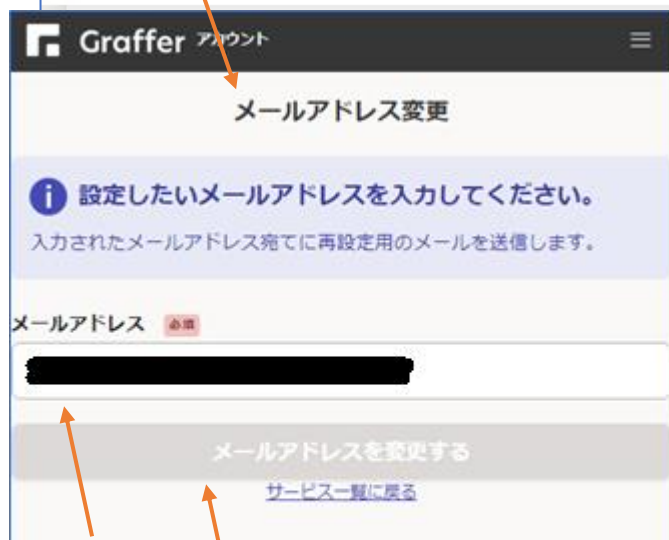 Graffer アカウント
メールアドレス変更
設定したいメールアドレスを入力してください。
入力されたメールアドレス宛てに再設定用のメールを送信します。
メールアドレス 必須
メールアドレスを変更する
サービス一覧に戻る